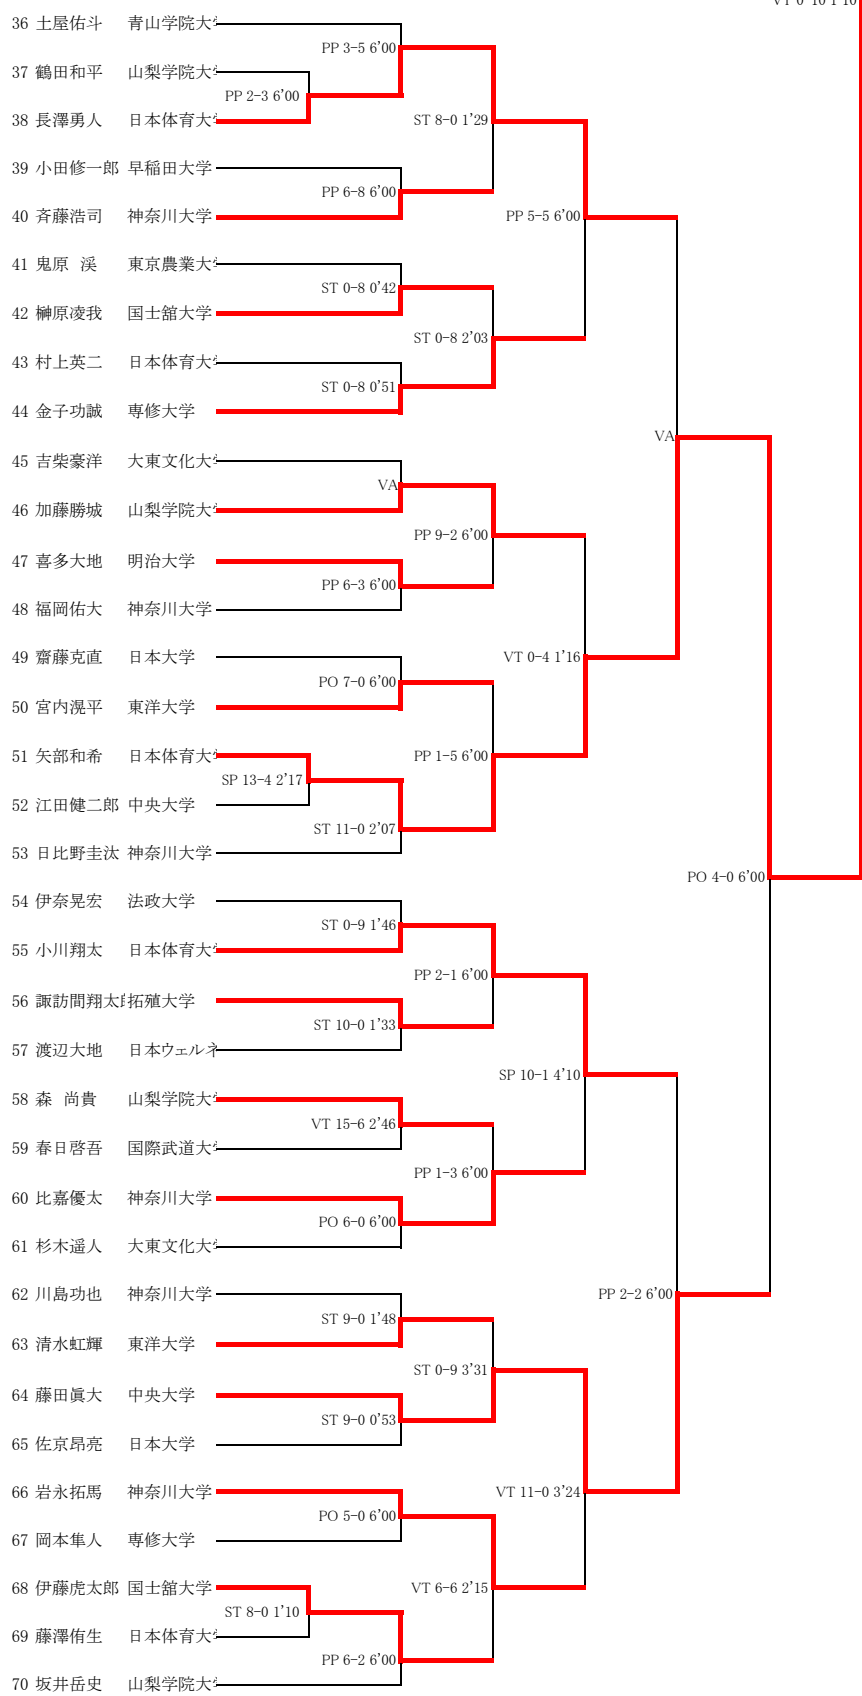 36 土屋佑斗 青山学院大
PP 3-5 6'00
37 鶴田和平 山梨学院大
PP 2-3 6'00
38 長澤勇人 日本体育大
ST 8-0 1'29
39 小田修一郎 早稲田大学
PP 6-8 6'00
40 斉藤浩司 神奈川大学
PP 5-5 6'00
41 鬼原 渓 東京農業大
ST 0-8 0'42
42 榊原凌我 国士舘大学
ST 0-8 2'03
43 村上英二 日本体育大
ST 0-8 0'51
44 金子功誠 専修大学
VA
45 吉柴豪洋 大東文化大
VA
46 加藤勝城 山梨学院大
PP 9-2 6'00
47 喜多大地 明治大学
PP 6-3 6'00
48 福岡佑大 神奈川大学
49 齋藤克直 日本大学
VT 0-4 1'16
PO 7-0 6'00
50 宮内滉平 東洋大学
51 矢部和希 日本体育大
PP 1-5 6'00
SP 13-4 2'17
52 江田健二郎 中央大学
ST 11-0 2'07
53 日比野圭汰 神奈川大学
PO 4-0 6'00
54 伊奈晃宏 法政大学
ST 0-9 1'46
55 小川翔太 日本体育大
PP 2-1 6'00
56 諏訪間翔太 拓殖大学
ST 10-0 1'33
57 渡辺大地 日本ウェルネ
SP 10-1 4'10
58 森 尚貴 山梨学院大
VT 15-6 2'46
59 春日啓吾 国際武道大
PP 1-3 6'00
60 比嘉優太 神奈川大学
PO 6-0 6'00
61 杉木遥人 大東文化大
62 川島功也 神奈川大学
PP 2-2 6'00
ST 9-0 1'48
63 清水虹輝 東洋大学
ST 0-9 3'31
64 藤田眞大 中央大学
ST 9-0 0'53
65 佐京昂亮 日本大学
66 岩永拓馬 神奈川大学
VT 11-0 3'24
PO 5-0 6'00
67 岡本隼人 専修大学
68 伊藤虎太郎 国士舘大学
VT 6-6 2'15
ST 8-0 1'10
69 藤澤侑生 日本体育大
PP 6-2 6'00
70 坂井岳史 山梨学院大